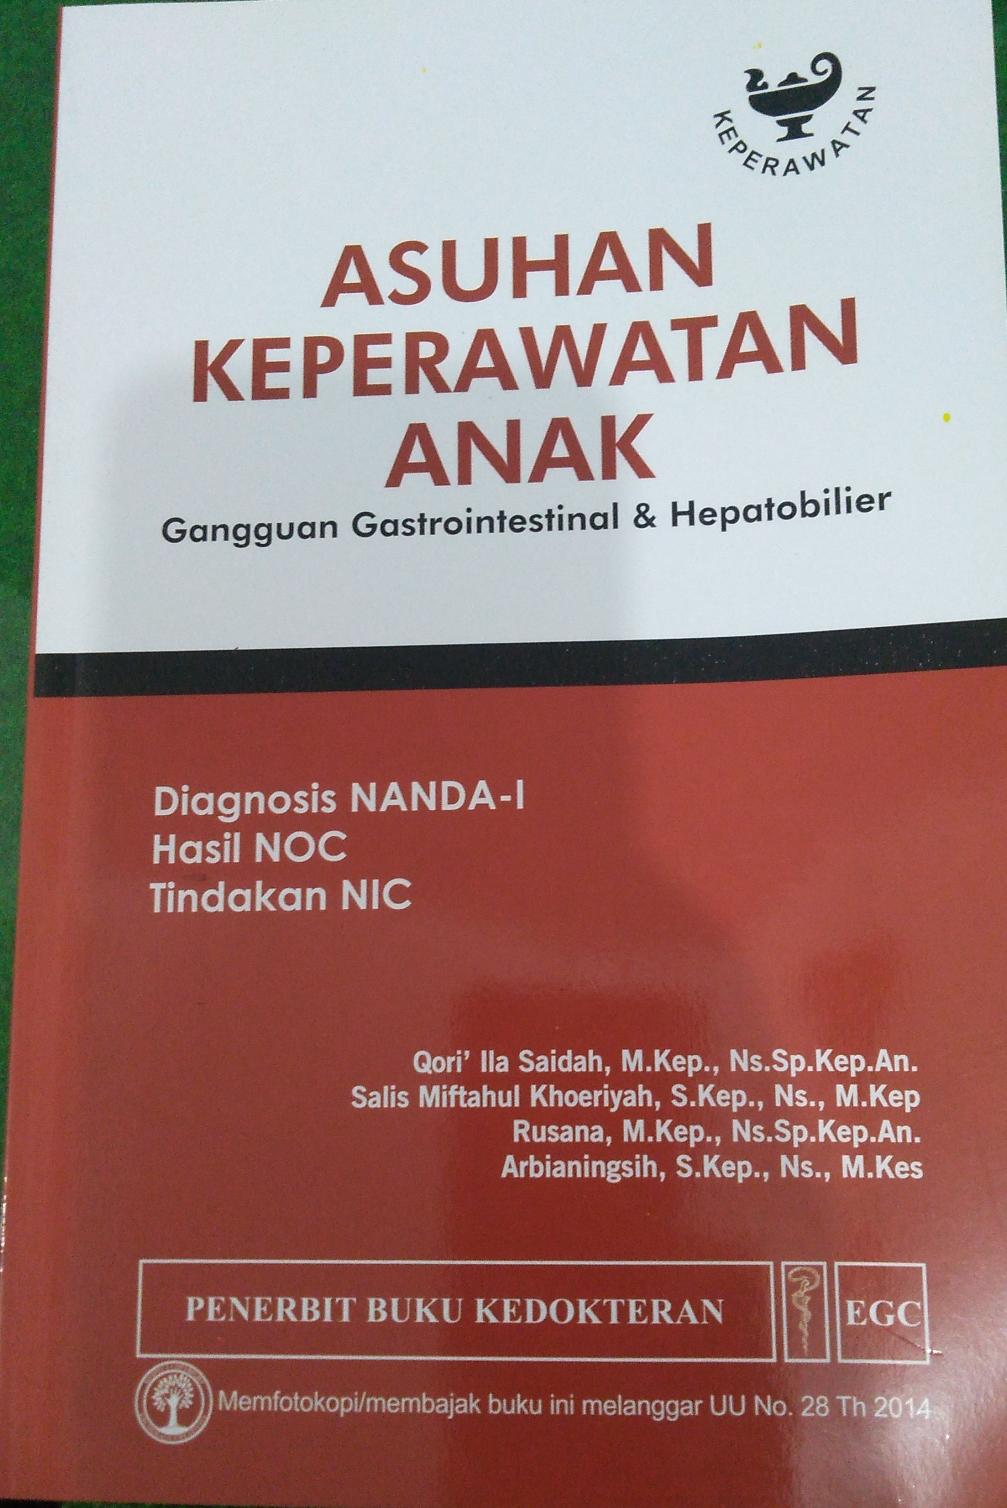 KEPERAWATAN
ASUHAN
KEPERAWATAN
ANAK
Gangguan Gastrointestinal & Hepatobilier
Diagnosis NANDA-I
Hasil NOC
Tindakan NIC
Qori' Ila Saidah, M.Kep., Ns.Sp.Kep.An.
Salis Miftahul Khoeriyah, S.Kep., Ns., M.Kep
Rusana, M.Kep., Ns.Sp.Kep.An.
Arbianingsih, S.Kep., Ns., M.Kes
PENERBIT BUKU KEDOKTERAN EGC
Memfotokopi/membajak buku ini melanggar UU No. 28 Th 2014